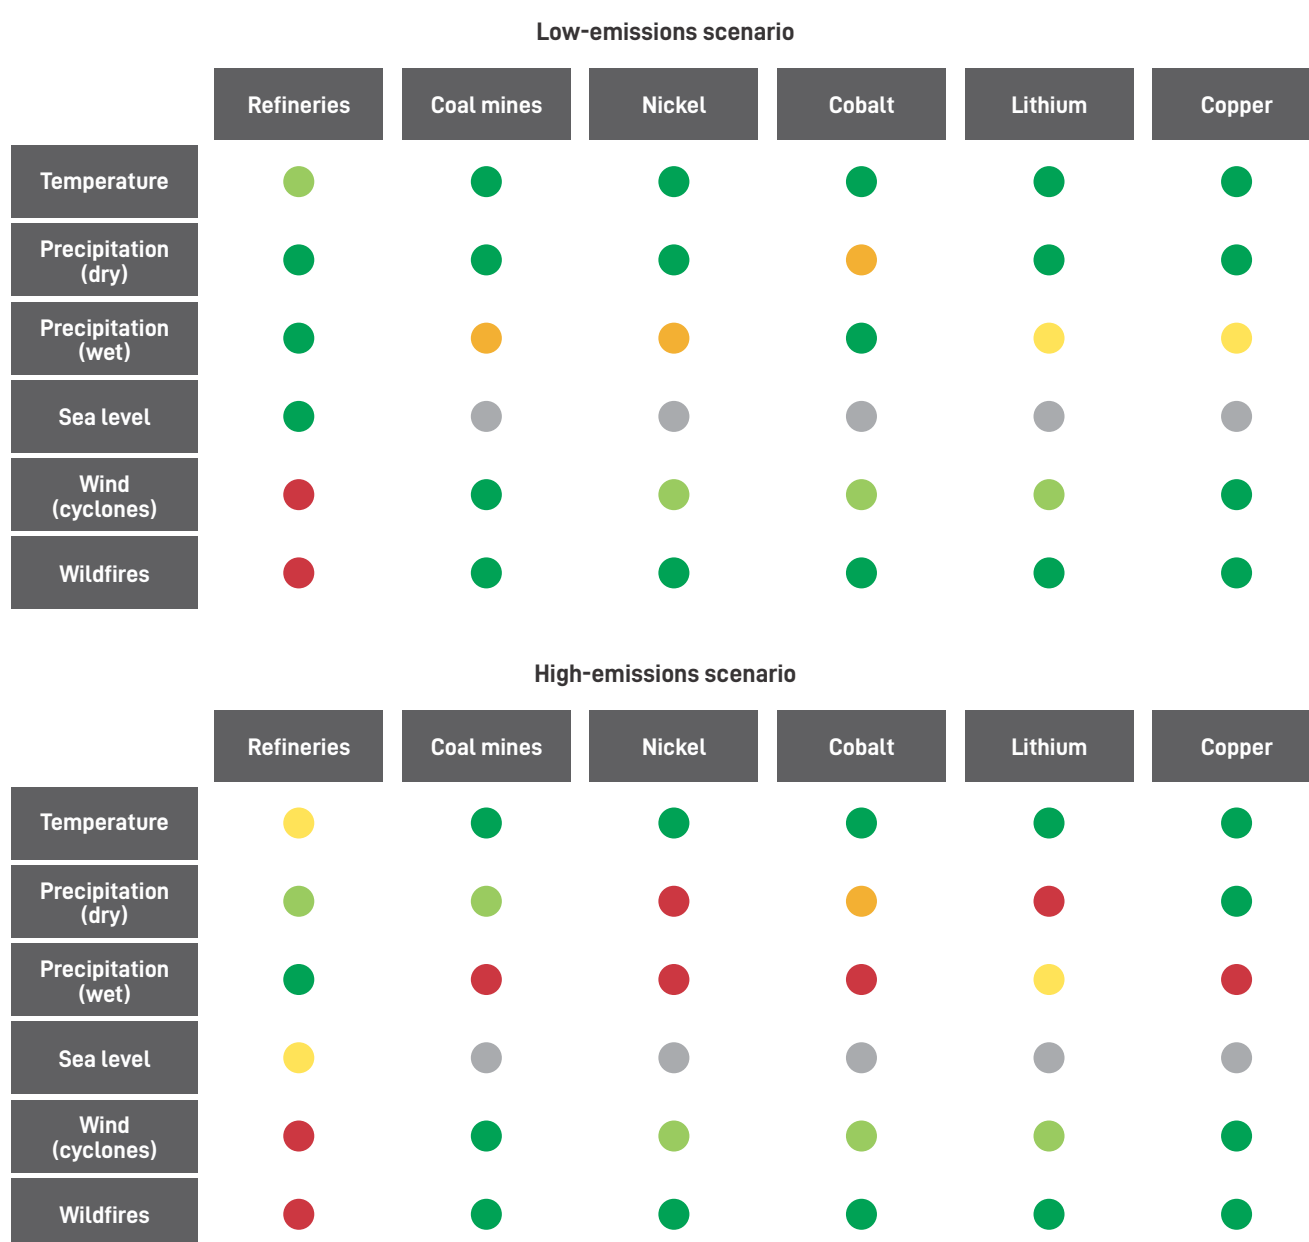 Low-emissions scenario
Refineries Coal mines Nickel Cobalt Lithium Copper
Temperature
Precipitation
(dry)
Precipitation
(wet)
Sea level
Wind
(cyclones)
Wildfires
High-emissions scenario
Refineries Coal mines Nickel Cobalt Lithium Copper
Temperature
Precipitation
(dry)
Precipitation
(wet)
Sea level
Wind
(cyclones)
Wildfires